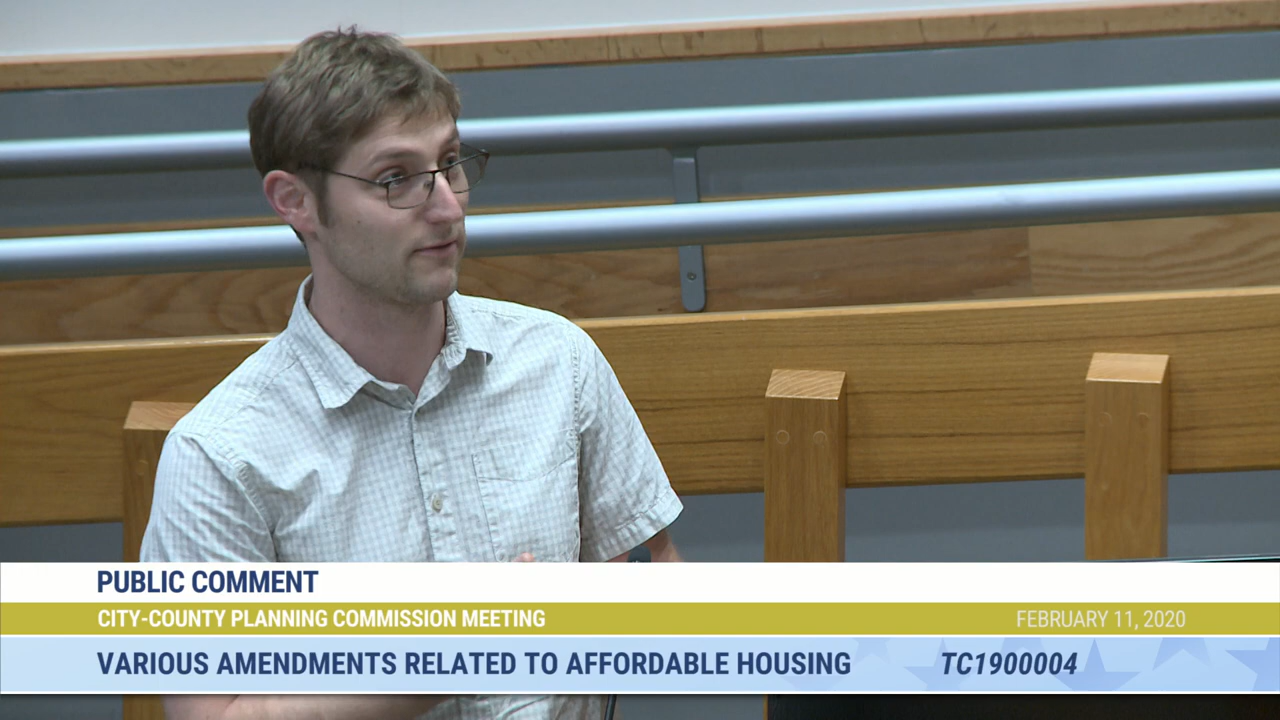 PUBLIC COMMENT
CITY-COUNTY PLANNING COMMISSION MEETING FEBRUARY 11, 2020
VARIOUS AMENDMENTS RELATED TO AFFORDABLE HOUSING TC1900004